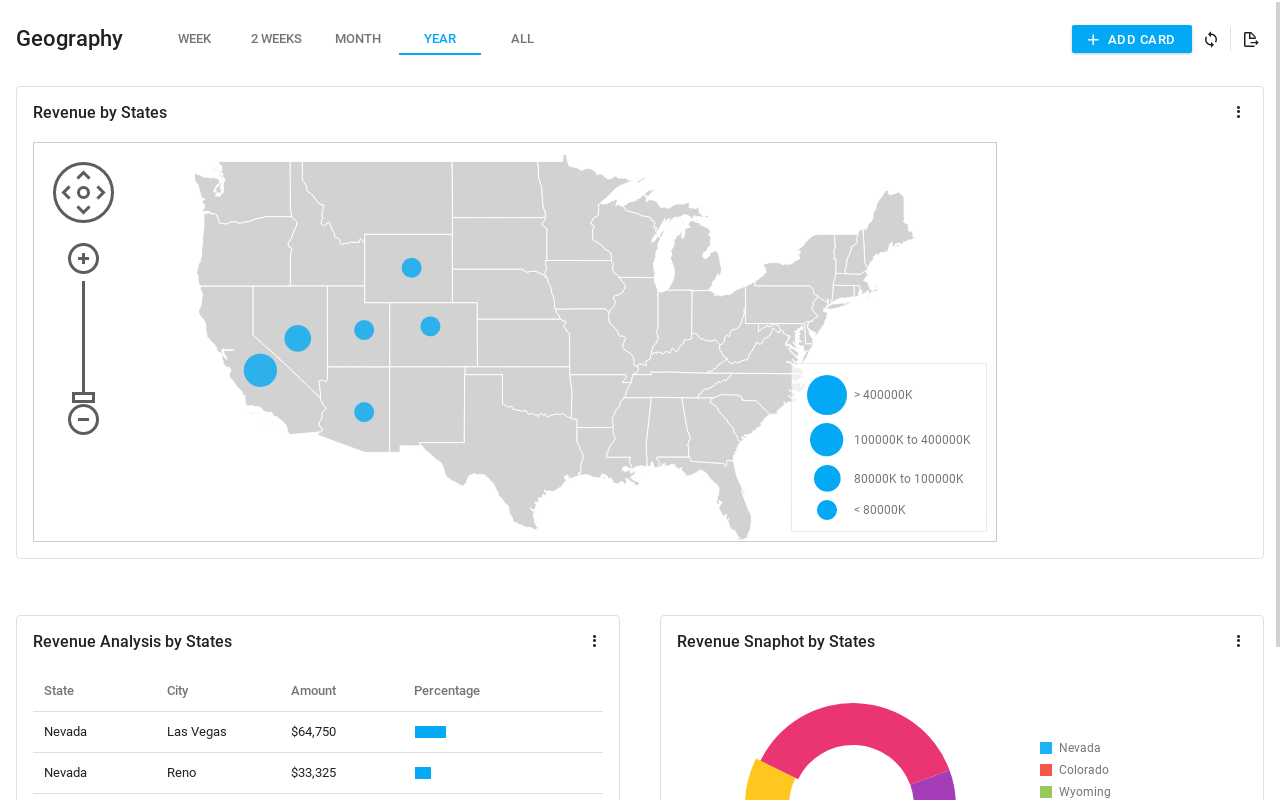 Geography WEEK 2 WEEKS MONTH YEAR ALL ADD CARD
Revenue by States
> 400000K
100000K to 400000K
80000K to 100000K
< 80000K
Revenue Analysis by States
State City Amount Percentage
Nevada Las Vegas $64,750
Nevada Reno $33,325
Revenue Snaphot by States
Nevada
Colorado
Wyoming